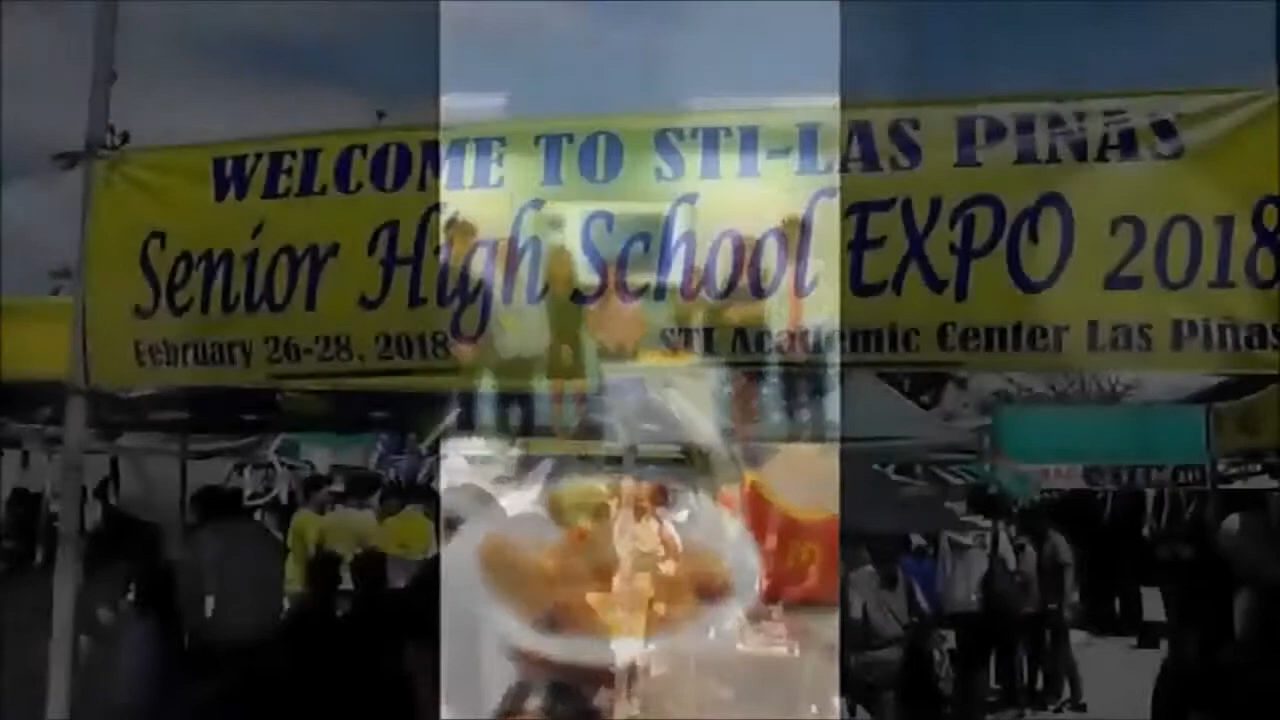 WELCOME TO STI-LAS PIÑAS
Senior High School EXPO 2018
February 26-28, 2018 STI Academic Center Las Piñas